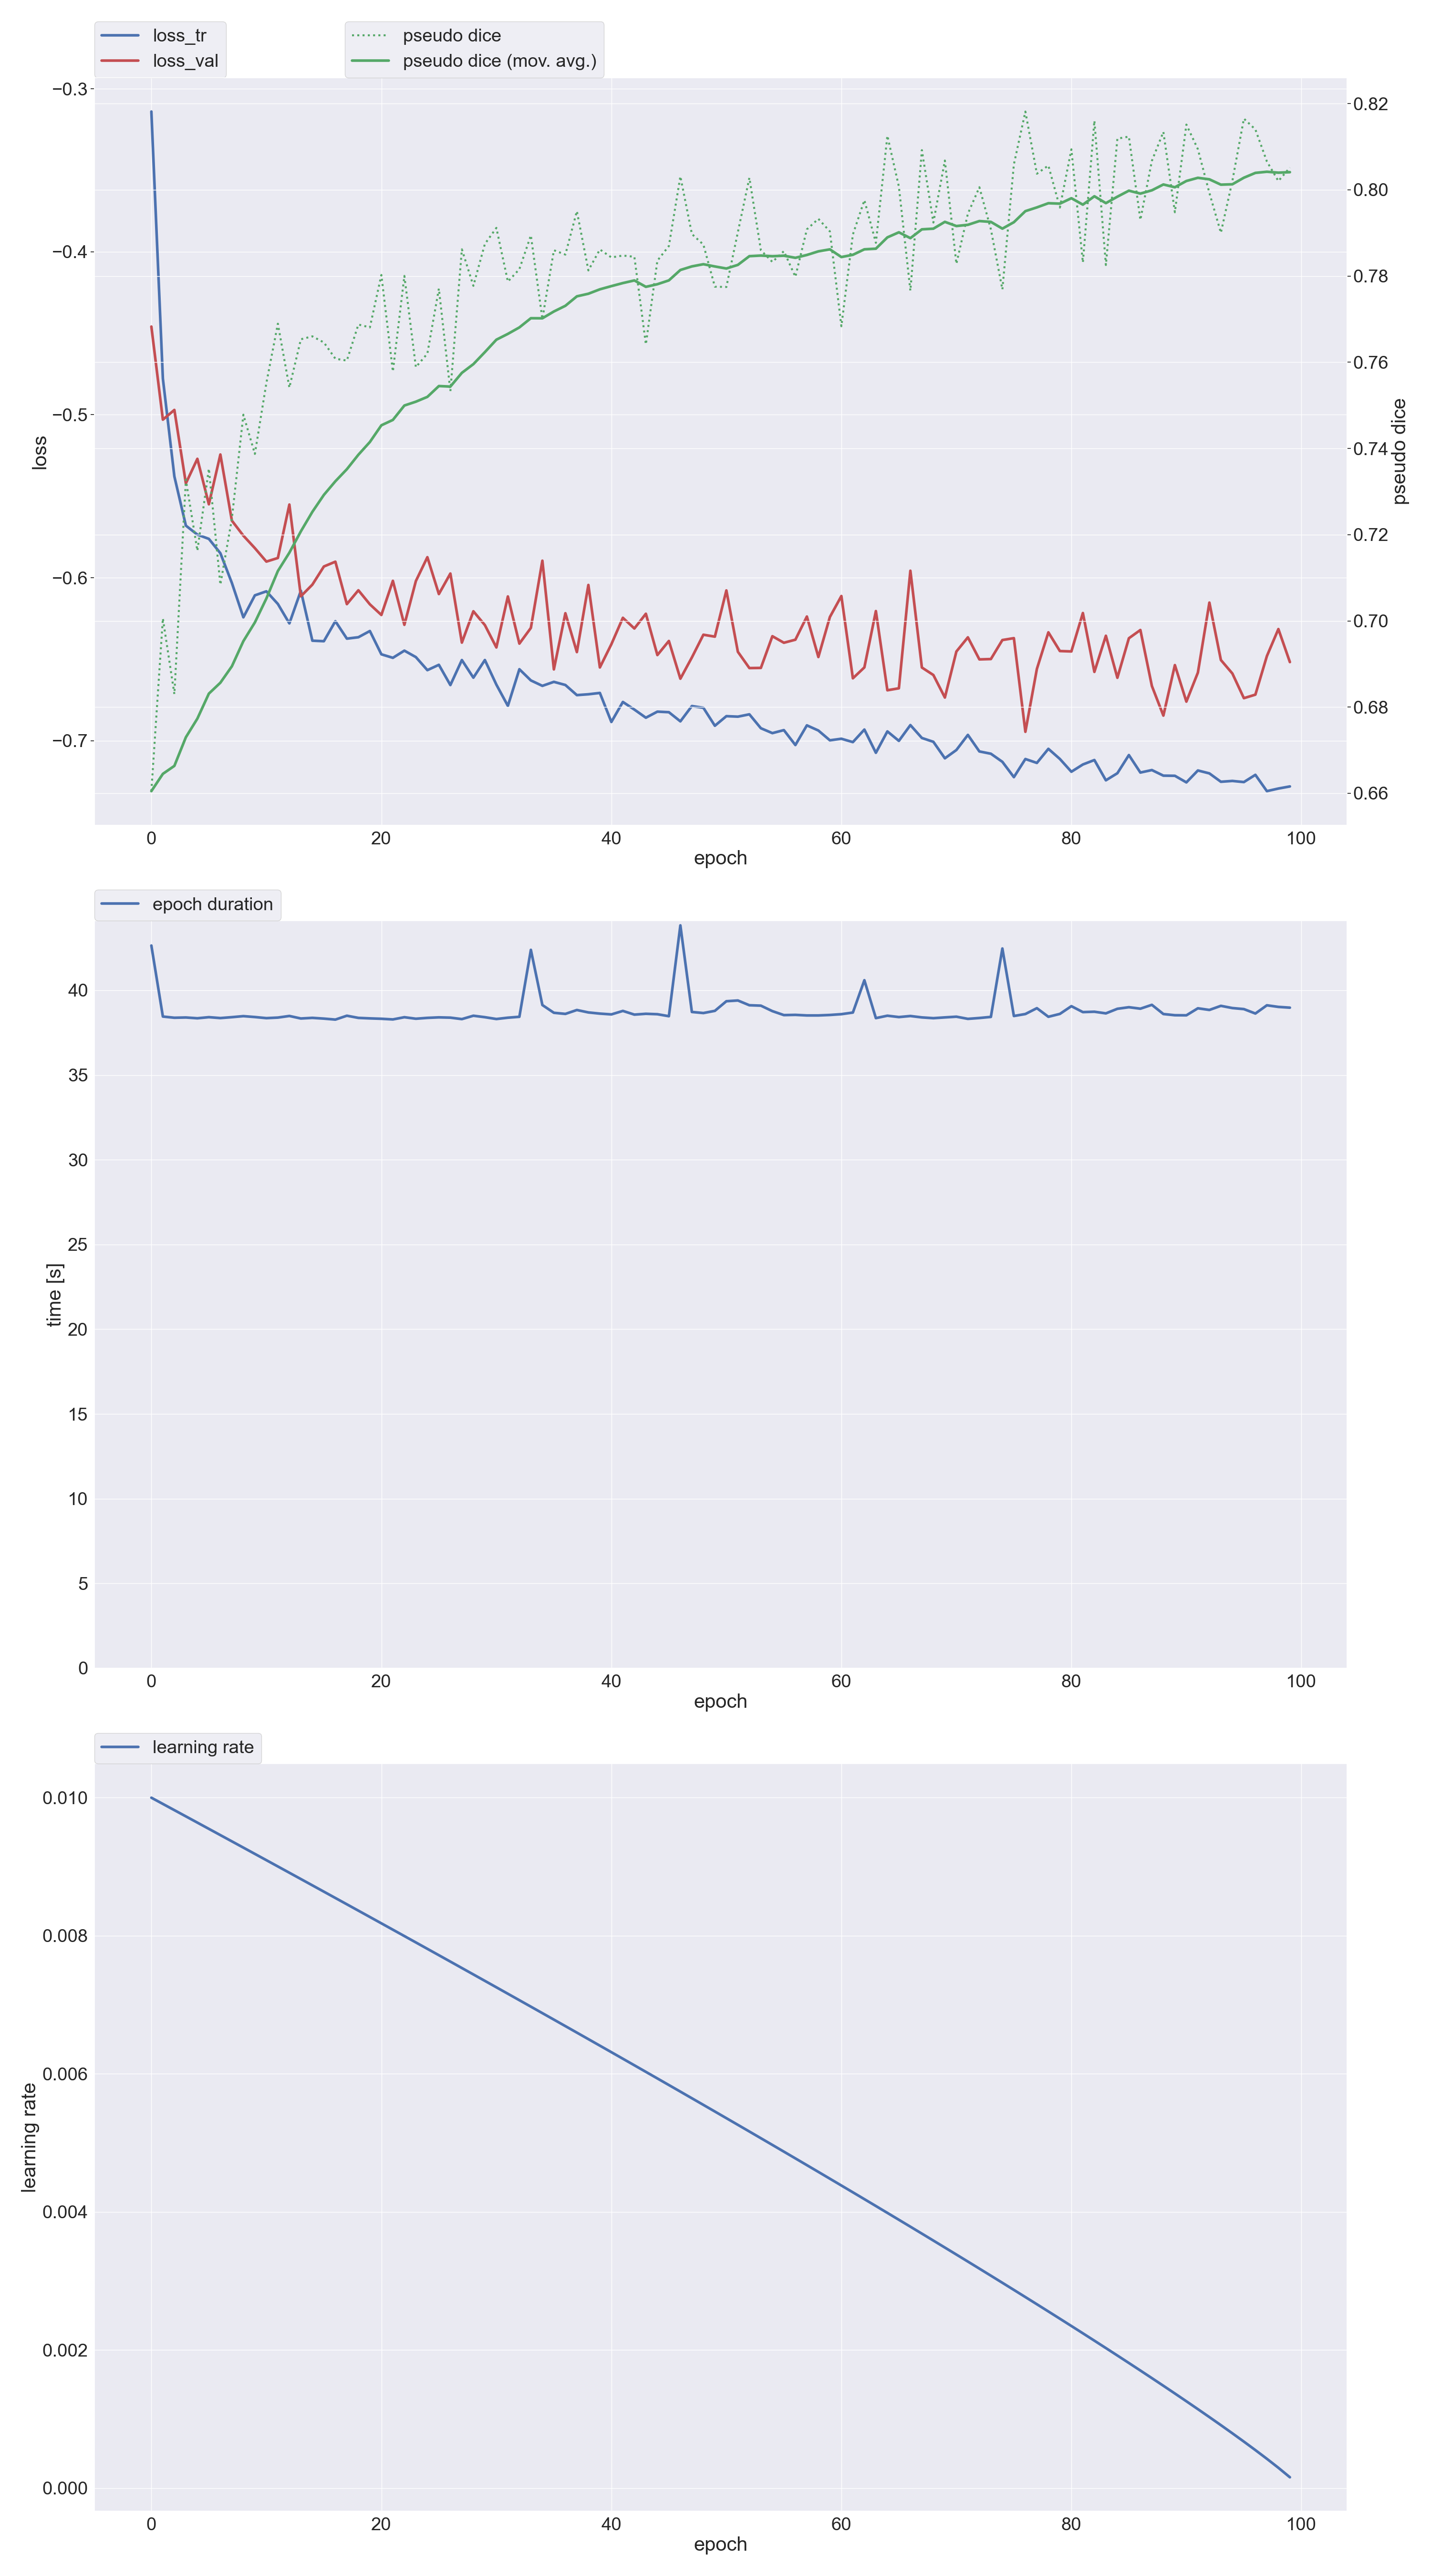 loss_tr
loss_val
pseudo dice
pseudo dice (mov. avg.)
−0.3
−0.4
−0.5
−0.6
−0.7
loss
0.82
0.80
0.78
0.76
0.74
0.72
0.70
0.68
0.66
pseudo dice
0 20 40 60 80 100
epoch
epoch duration
40
35
30
25
20
15
10
5
0
time [s]
0 20 40 60 80 100
epoch
learning rate
0.010
0.008
0.006
0.004
0.002
0.000
learning rate
0 20 40 60 80 100
epoch